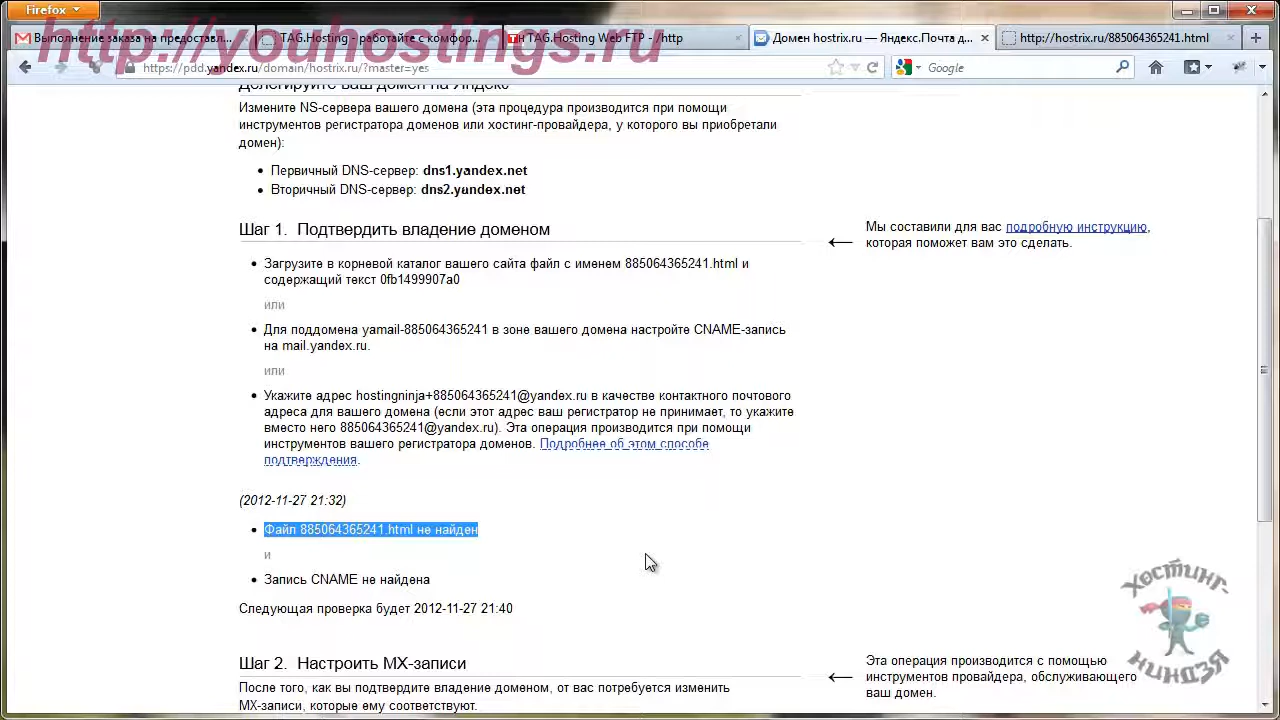 Firefox
http://youhostings.ru
Выполнение заказа на предоставл...
TAG.Hosting - работайте с комфор...
TAG.Hosting Web FTP - http
Домен hostrix.ru — Яндекс.Почта д...
http://hostrix.ru/885064365241.html
https://pdd.yandex.ru/domain/hostrix.ru/?master=yes
Google
Делегируйте ваш домен на Яндекс
Измените NS-сервера вашего домена (эта процедура производится при помощи
инструментов регистратора доменов или хостинг-провайдера, у которого вы приобретали
домен):
Первичный DNS-сервер: dns1.yandex.net
Вторичный DNS-сервер: dns2.yandex.net
Шаг 1. Подтвердить владение доменом
Мы составили для вас подробную инструкцию,
которая поможет вам это сделать.
Загрузите в корневой каталог вашего сайта файл с именем 885064365241.html и
содержащий текст 0fb1499907a0
или
Для поддомена yamail-885064365241 в зоне вашего домена настройте CNAME-запись
на mail.yandex.ru.
или
Укажите адрес hostingninja+885064365241@yandex.ru в качестве контактного почтового
адреса для вашего домена (если этот адрес ваш регистратор не принимает, то укажите
вместо него 885064365241@yandex.ru). Эта операция производится при помощи
инструментов вашего регистратора доменов. Подробнее об этом способе
подтверждения.
(2012-11-27 21:32)
Файл 885064365241.html не найден
и
Запись CNAME не найдена
Следующая проверка будет 2012-11-27 21:40
Шаг 2. Настроить MX-записи
Эта операция производится с помощью
инструментов провайдера, обслуживающего
ваш домен.
После того, как вы подтвердите владение доменом, от вас потребуется изменить
MX-записи, которые ему соответствуют.
Хостинг-
ниндзя